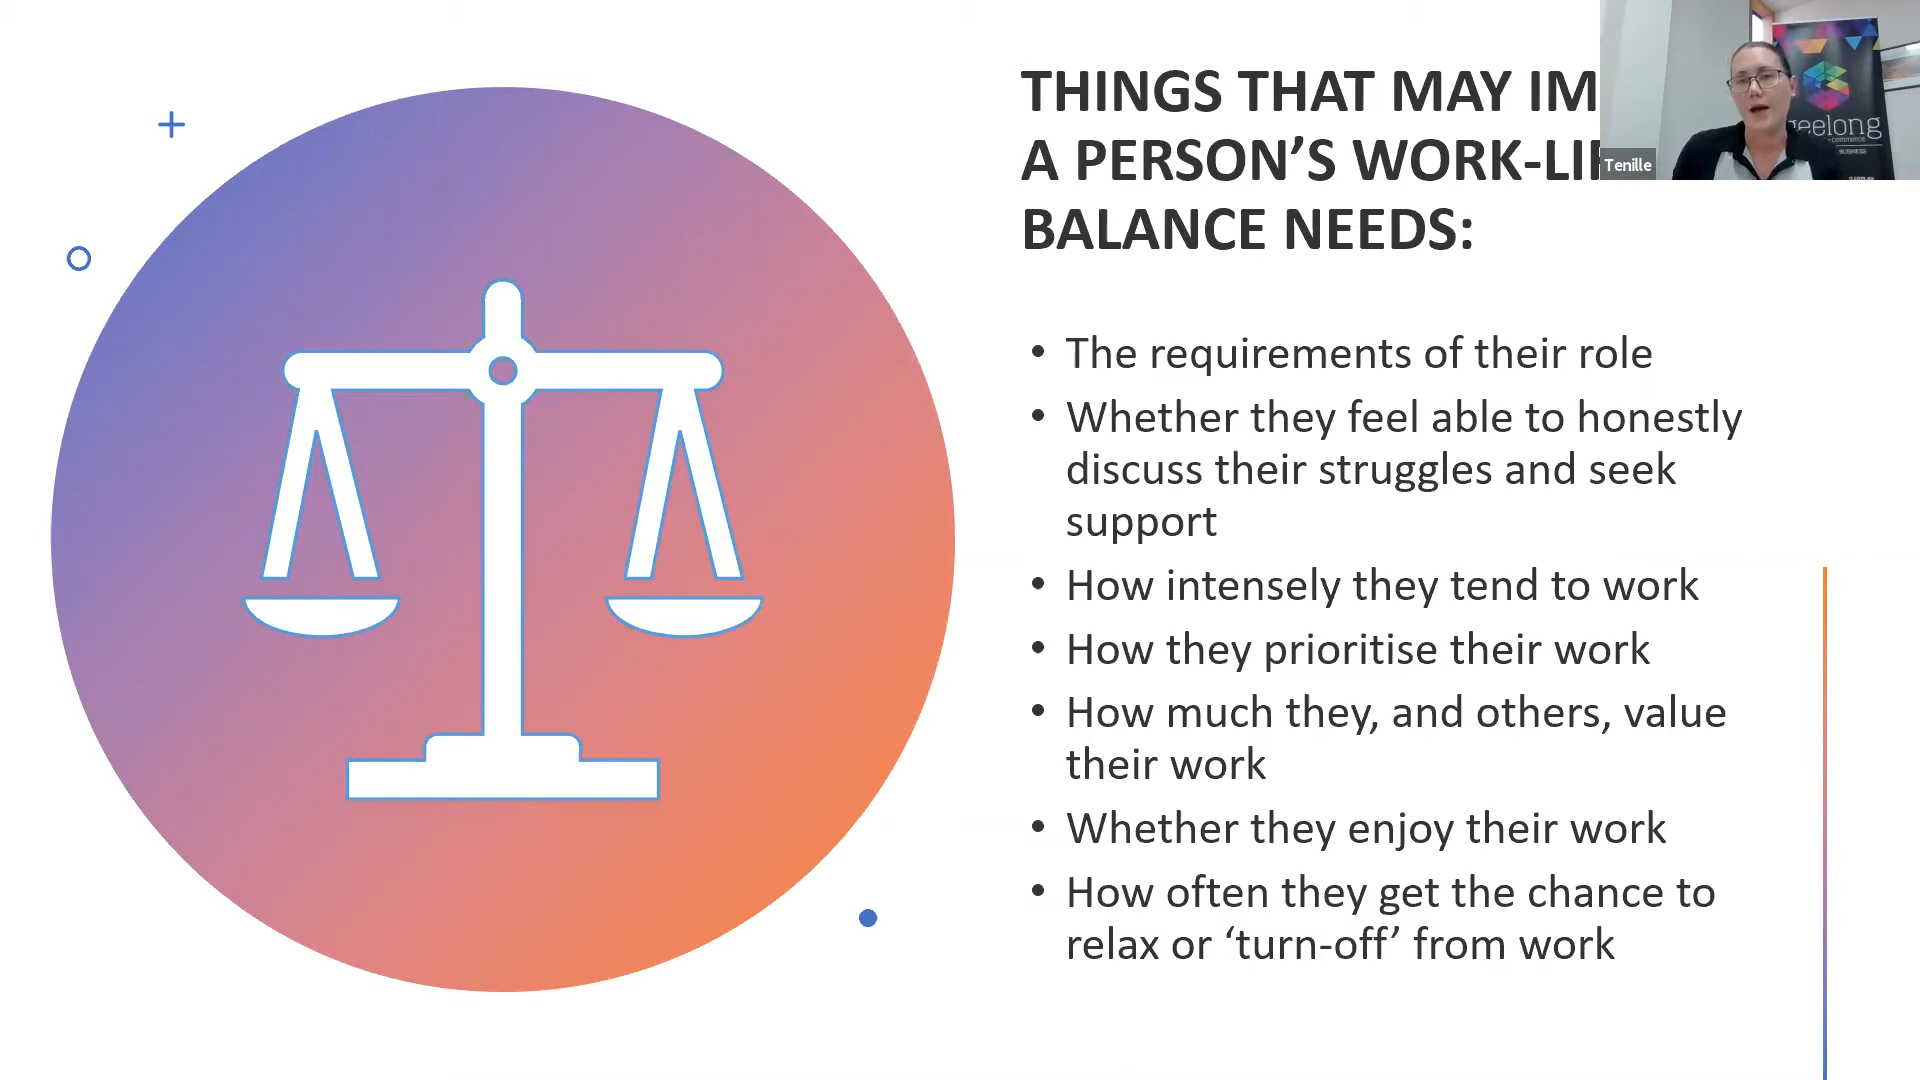 THINGS THAT MAY IM
A PERSON’S WORK-LIF
BALANCE NEEDS:
Tenille
geelong
BUSINESS
• The requirements of their role
• Whether they feel able to honestly
discuss their struggles and seek
support
• How intensely they tend to work
• How they prioritise their work
• How much they, and others, value
their work
• Whether they enjoy their work
• How often they get the chance to
relax or ‘turn-off’ from work